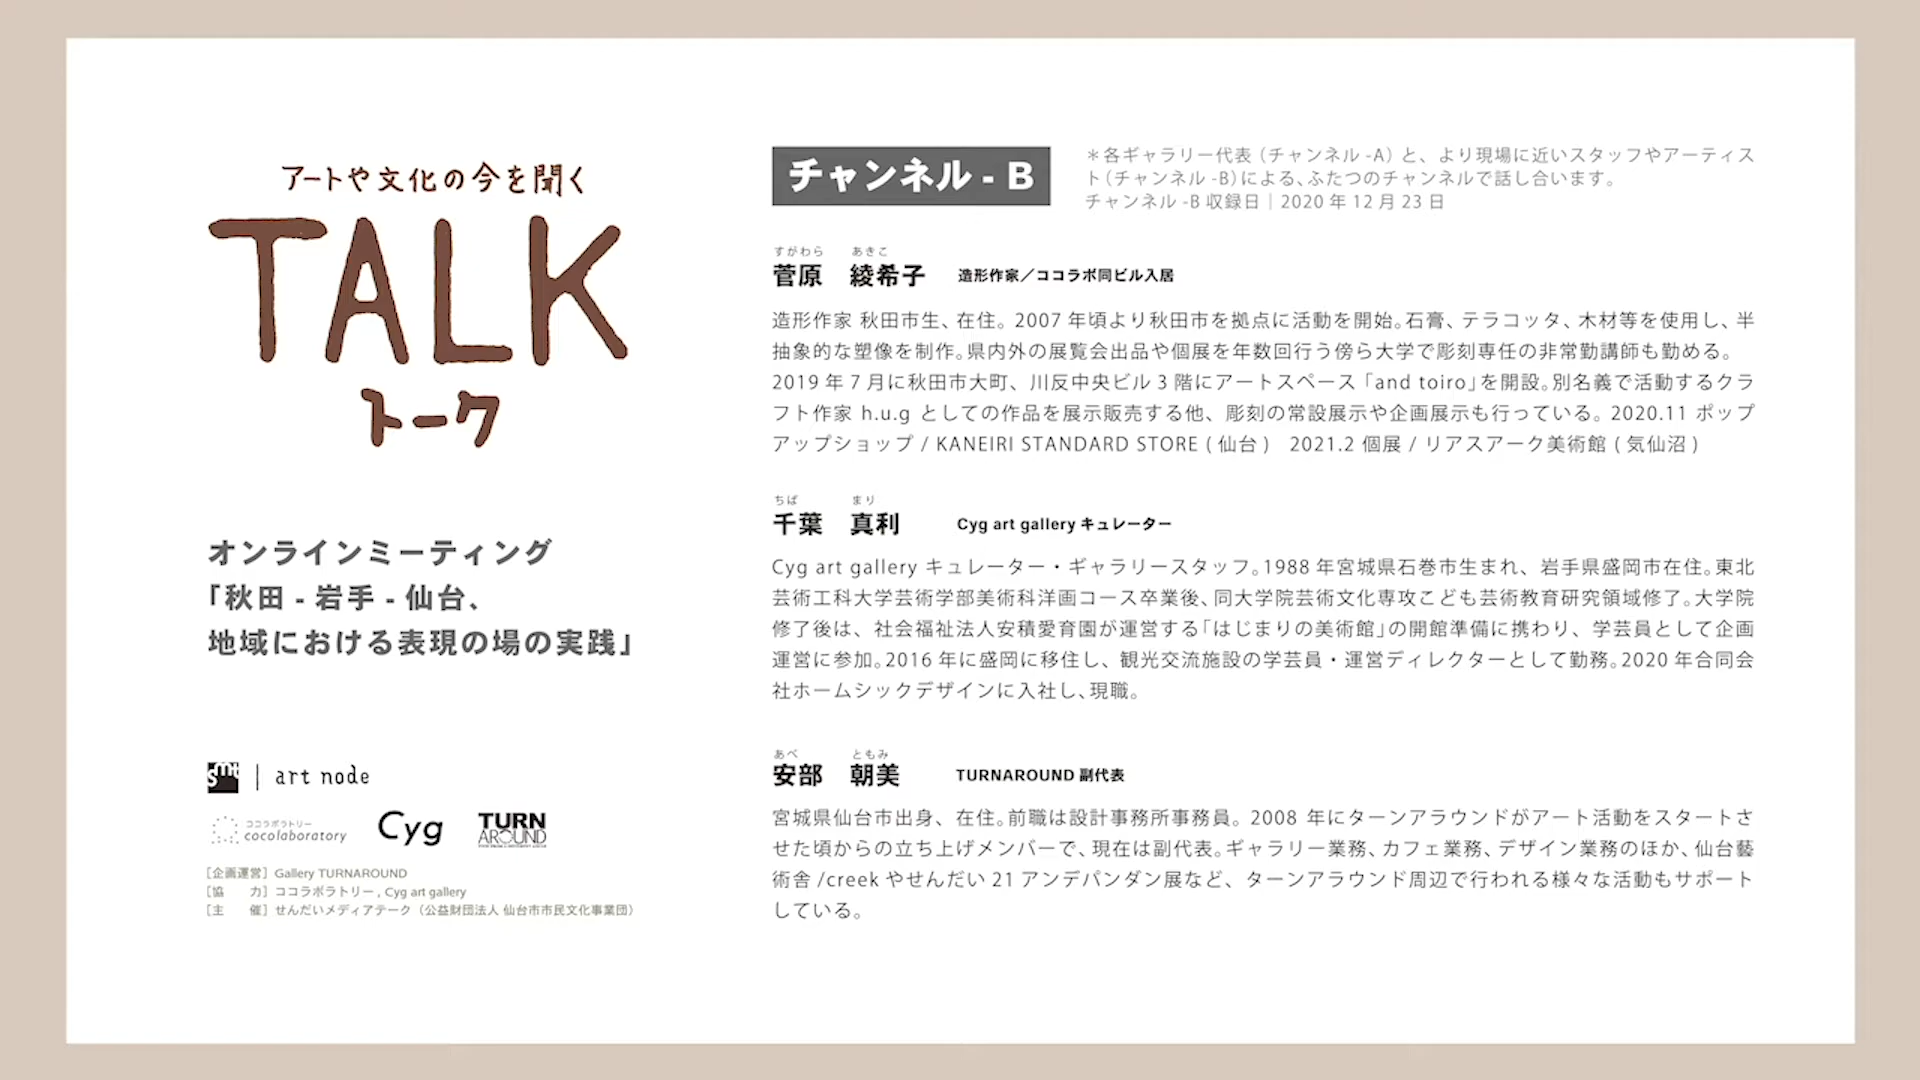 アートや文化の今を聞く
TALK
トーク
オンラインミーティング
「秋田 - 岩手 - 仙台、
地域における表現の場の実践」
smt | art node
ココラボラトリー
cocolaboratory
Cyg
TURN
AROUND
［企画運営］Gallery TURNAROUND
［協　力］ココラボラトリー , Cyg art gallery
［主　催］せんだいメディアテーク（公益財団法人 仙台市市民文化事業団）
チャンネル - B
＊各ギャラリー代表（チャンネル -A）と、より現場に近いスタッフやアーティス
ト（チャンネル -B）による、ふたつのチャンネルで話し合います。
チャンネル -B 収録日｜2020 年 12 月 23 日
すがわら　あきこ
菅原　綾希子　造形作家／ココラボ同ビル入居
造形作家 秋田市生、在住。2007 年頃より秋田市を拠点に活動を開始。石膏、テラコッタ、木材等を使用し、半
抽象的な塑像を制作。県内外の展覧会出品や個展を年数回行う傍ら大学で彫刻専任の非常勤講師も勤める。
2019 年 7 月に秋田市大町、川反中央ビル 3 階にアートスペース「and toiro」を開設。別名義で活動するクラ
フト作家 h.u.g としての作品を展示販売する他、彫刻の常設展示や企画展示も行っている。2020.11 ポップ
アップショップ / KANEIRI STANDARD STORE ( 仙台 )　2021.2 個展 / リアスアーク美術館 ( 気仙沼 )
ちば　まり
千葉　真利　Cyg art gallery キュレーター
Cyg art gallery キュレーター・ギャラリースタッフ。1988 年宮城県石巻市生まれ、岩手県盛岡市在住。東北
芸術工科大学芸術学部美術科洋画コース卒業後、同大学院芸術文化専攻こども芸術教育研究領域修了。大学院
修了後は、社会福祉法人安積愛育園が運営する「はじまりの美術館」の開館準備に携わり、学芸員として企画
運営に参加。2016 年に盛岡に移住し、観光交流施設の学芸員・運営ディレクターとして勤務。2020 年合同会
社ホームシックデザインに入社し、現職。
あべ　ともみ
安部　朝美　TURNAROUND 副代表
宮城県仙台市出身、在住。前職は設計事務所事務員。2008 年にターンアラウンドがアート活動をスタートさ
せた頃からの立ち上げメンバーで、現在は副代表。ギャラリー業務、カフェ業務、デザイン業務のほか、仙台藝
術舎 /creek やせんだい 21 アンデパンダン展など、ターンアラウンド周辺で行われる様々な活動もサポート
している。